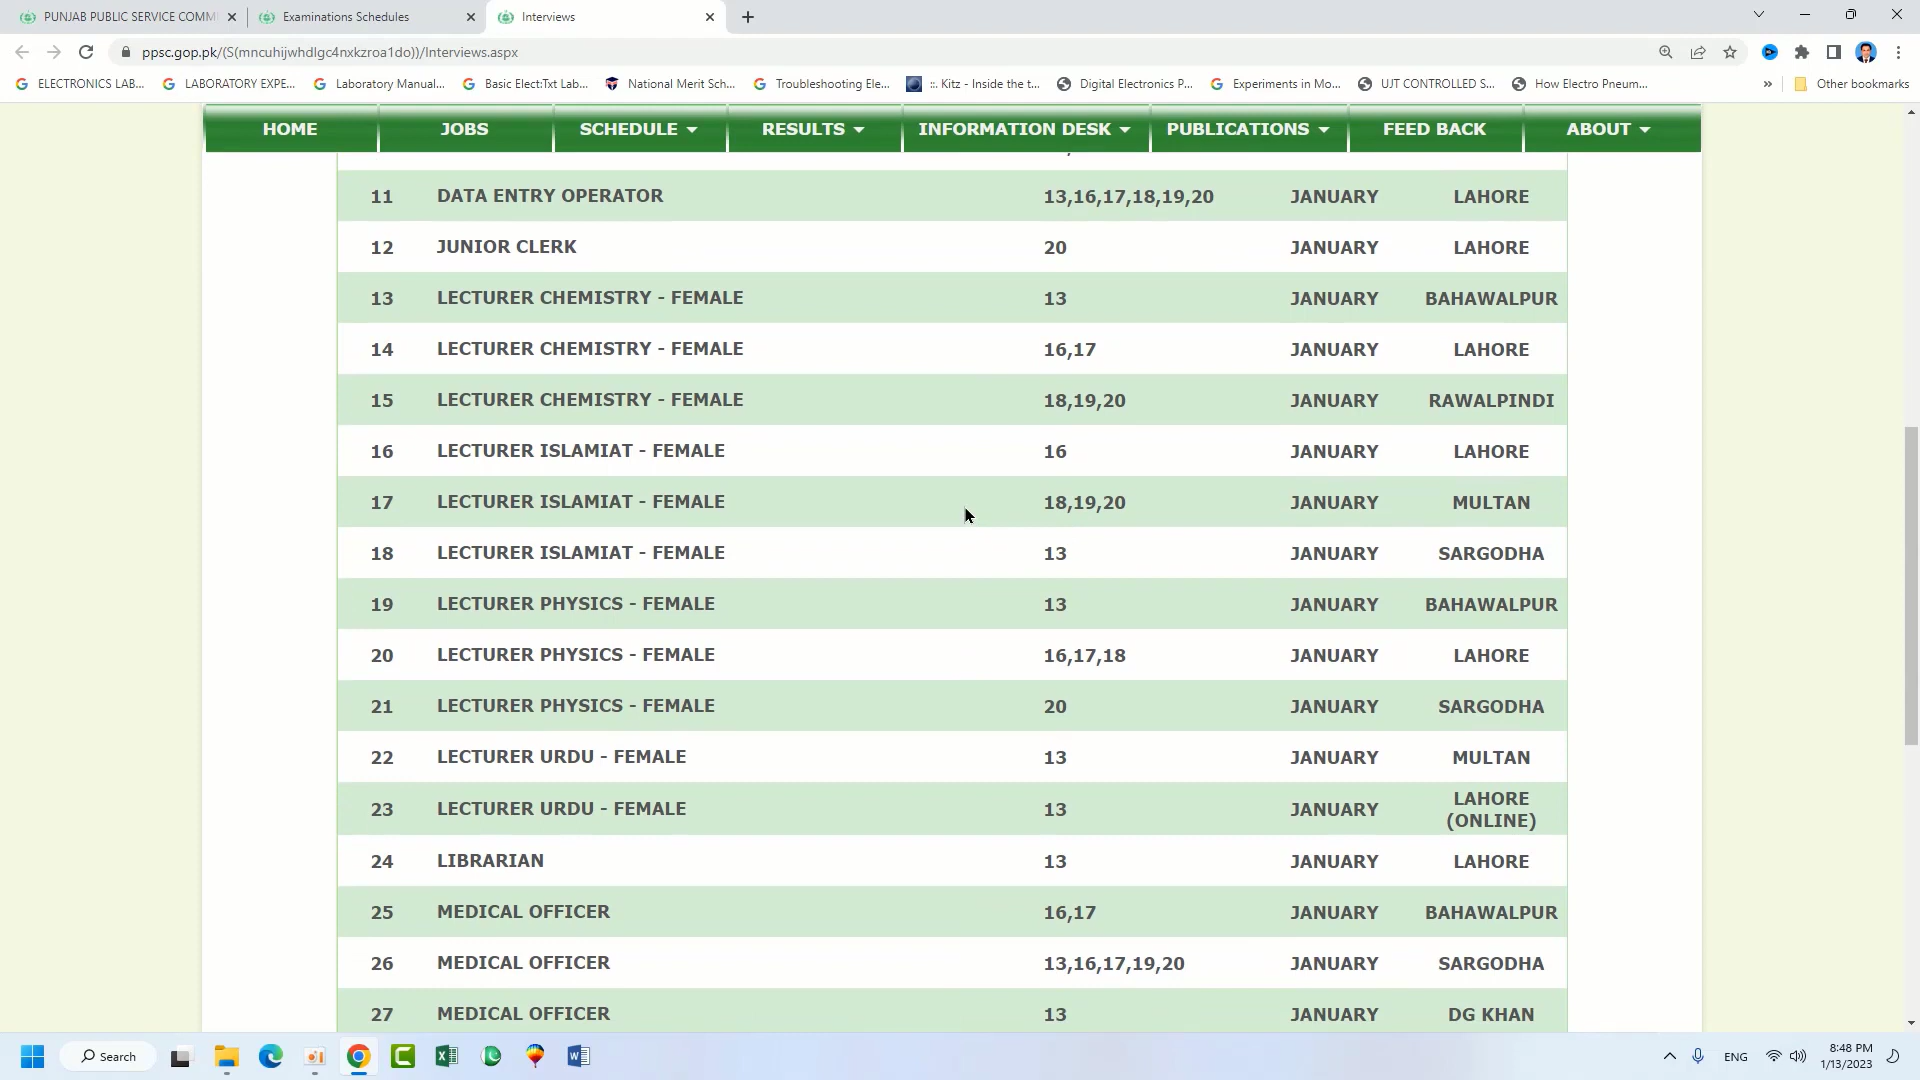 PUNJAB PUBLIC SERVICE COMM
Examinations Schedules
Interviews
ppsc.gop.pk/(S(mncuhijwhdlgc4nxkzroa1do))/Interviews.aspx
ELECTRONICS LAB...
LABORATORY EXPE...
Laboratory Manual...
Basic Elect:Txt Lab...
National Merit Sch...
Troubleshooting Ele...
::. Kitz - Inside the t...
Digital Electronics P...
Experiments in Mo...
UJT CONTROLLED S...
How Electro Pneum...
»
Other bookmarks
HOME JOBS SCHEDULE RESULTS INFORMATION DESK PUBLICATIONS FEED BACK ABOUT
11 DATA ENTRY OPERATOR 13,16,17,18,19,20 JANUARY LAHORE
12 JUNIOR CLERK 20 JANUARY LAHORE
13 LECTURER CHEMISTRY - FEMALE 13 JANUARY BAHAWALPUR
14 LECTURER CHEMISTRY - FEMALE 16,17 JANUARY LAHORE
15 LECTURER CHEMISTRY - FEMALE 18,19,20 JANUARY RAWALPINDI
16 LECTURER ISLAMIAT - FEMALE 16 JANUARY LAHORE
17 LECTURER ISLAMIAT - FEMALE 18,19,20 JANUARY MULTAN
18 LECTURER ISLAMIAT - FEMALE 13 JANUARY SARGODHA
19 LECTURER PHYSICS - FEMALE 13 JANUARY BAHAWALPUR
20 LECTURER PHYSICS - FEMALE 16,17,18 JANUARY LAHORE
21 LECTURER PHYSICS - FEMALE 20 JANUARY SARGODHA
22 LECTURER URDU - FEMALE 13 JANUARY MULTAN
23 LECTURER URDU - FEMALE 13 JANUARY LAHORE
(ONLINE)
24 LIBRARIAN 13 JANUARY LAHORE
25 MEDICAL OFFICER 16,17 JANUARY BAHAWALPUR
26 MEDICAL OFFICER 13,16,17,19,20 JANUARY SARGODHA
27 MEDICAL OFFICER 13 JANUARY DG KHAN
Search
ENG
8:48 PM
1/13/2023